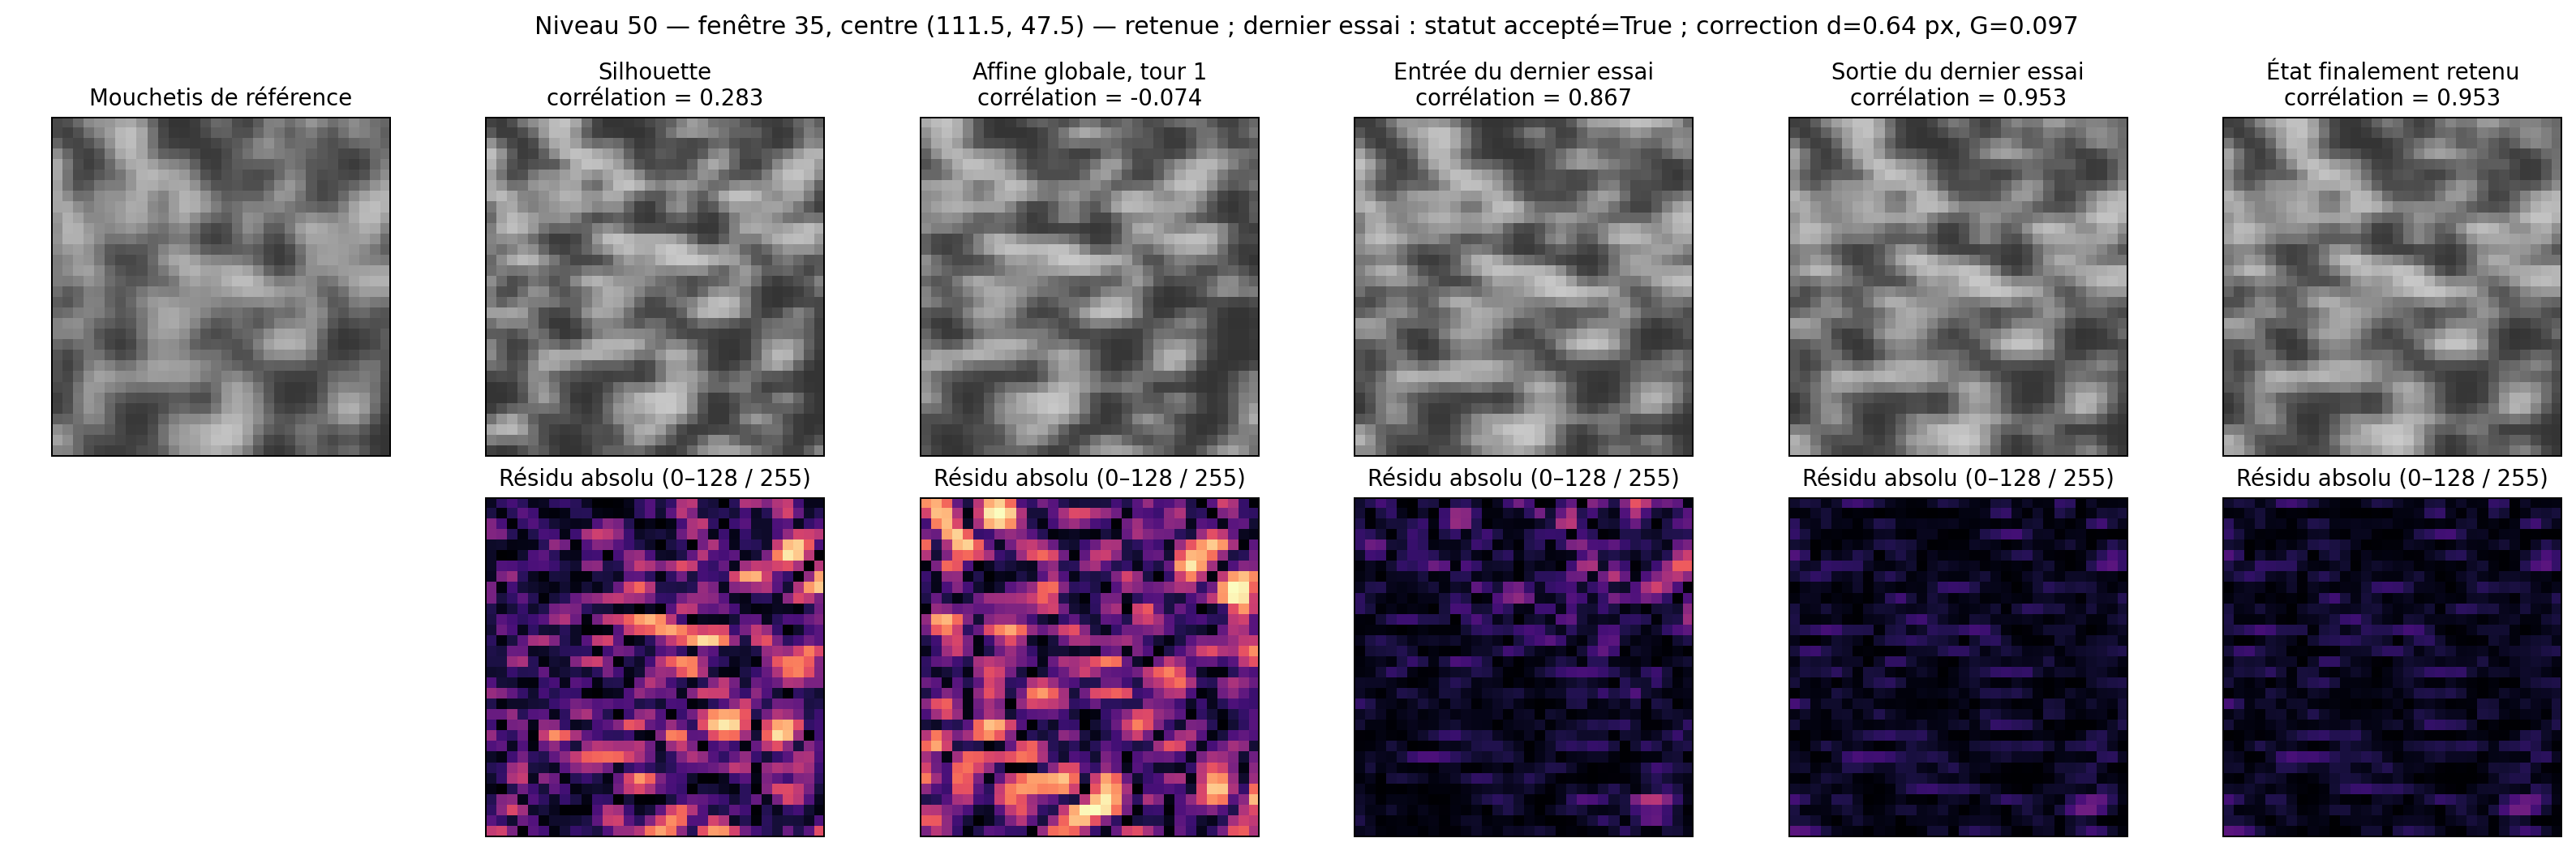 Niveau 50 — fenêtre 35, centre (111.5, 47.5) — retenue ; dernier essai : statut accepté=True ; correction d=0.64 px, G=0.097
Mouchetis de référence
Silhouette
corrélation = 0.283
Affine globale, tour 1
corrélation = -0.074
Entrée du dernier essai
corrélation = 0.867
Sortie du dernier essai
corrélation = 0.953
État finalement retenu
corrélation = 0.953
Résidu absolu (0–128 / 255)
Résidu absolu (0–128 / 255)
Résidu absolu (0–128 / 255)
Résidu absolu (0–128 / 255)
Résidu absolu (0–128 / 255)